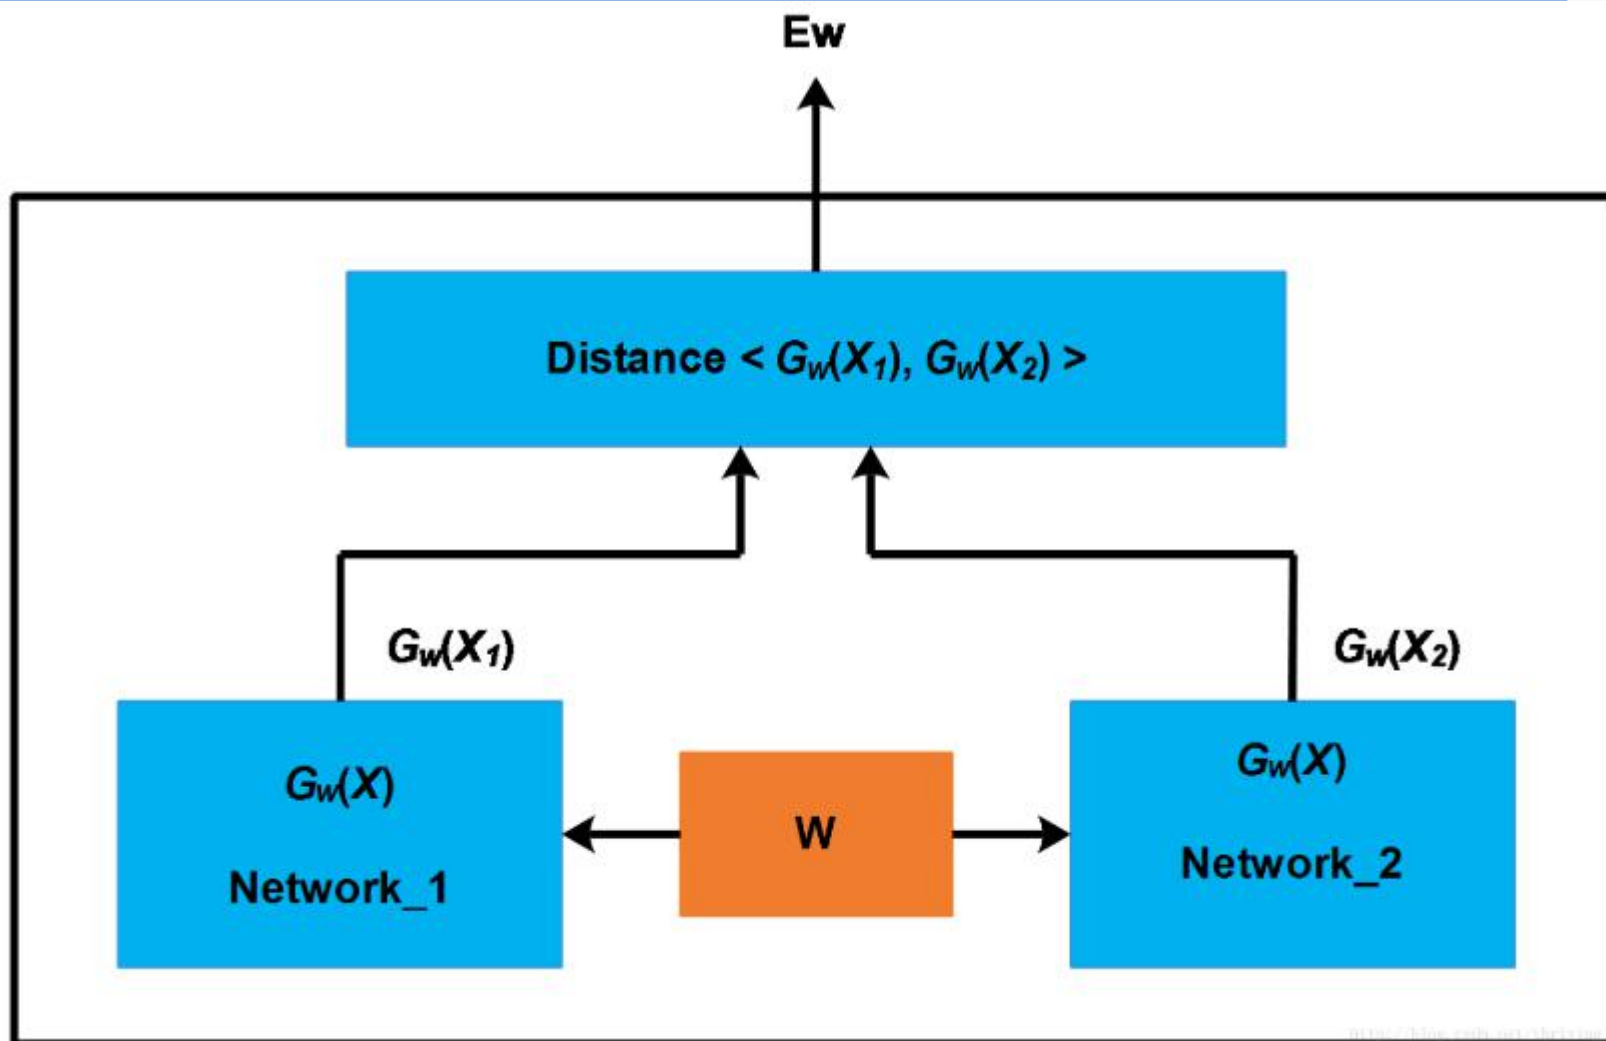 Ew
Distance < Gw(X1), Gw(X2) >
Gw(X1)
Gw(X2)
Gw(X)
Network_1
W
Gw(X)
Network_2